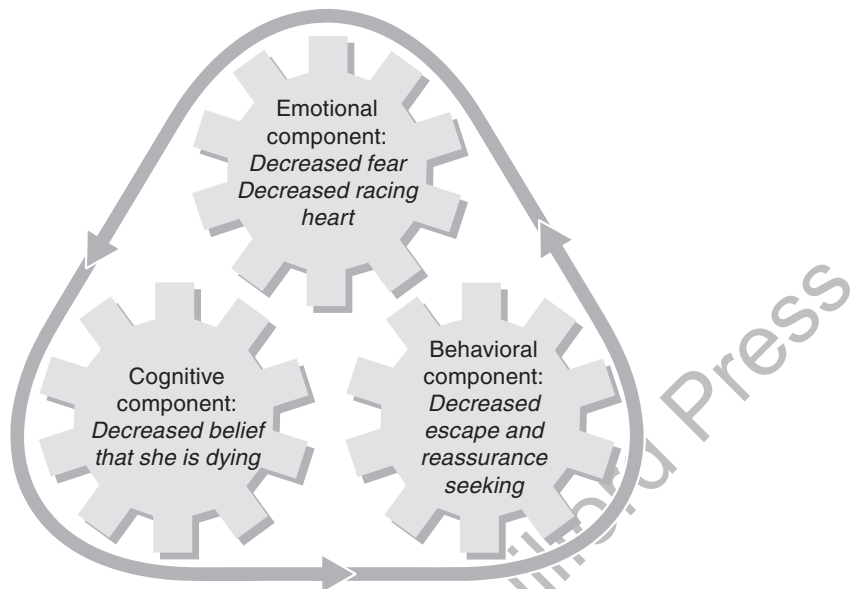 Emotional
component:
Decreased fear
Decreased racing
heart
Cognitive
component:
Decreased belief
that she is dying
Behavioral
component:
Decreased
escape and
reassurance
seeking
Press